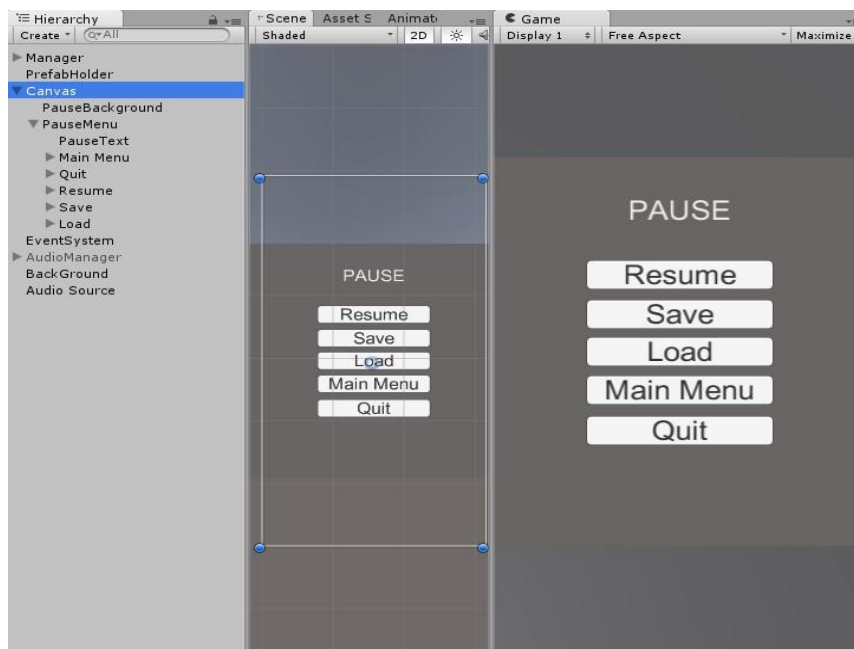 Hierarchy
Create
All
Manager
PrefabHolder
Canvas
PauseBackground
PauseMenu
PauseText
Main Menu
Quit
Resume
Save
Load
EventSystem
AudioManager
BackGround
Audio Source
Scene Asset S Animat
Shaded 2D
PAUSE
Resume
Save
Load
Main Menu
Quit
Game
Display 1 Free Aspect Maximize
PAUSE
Resume
Save
Load
Main Menu
Quit